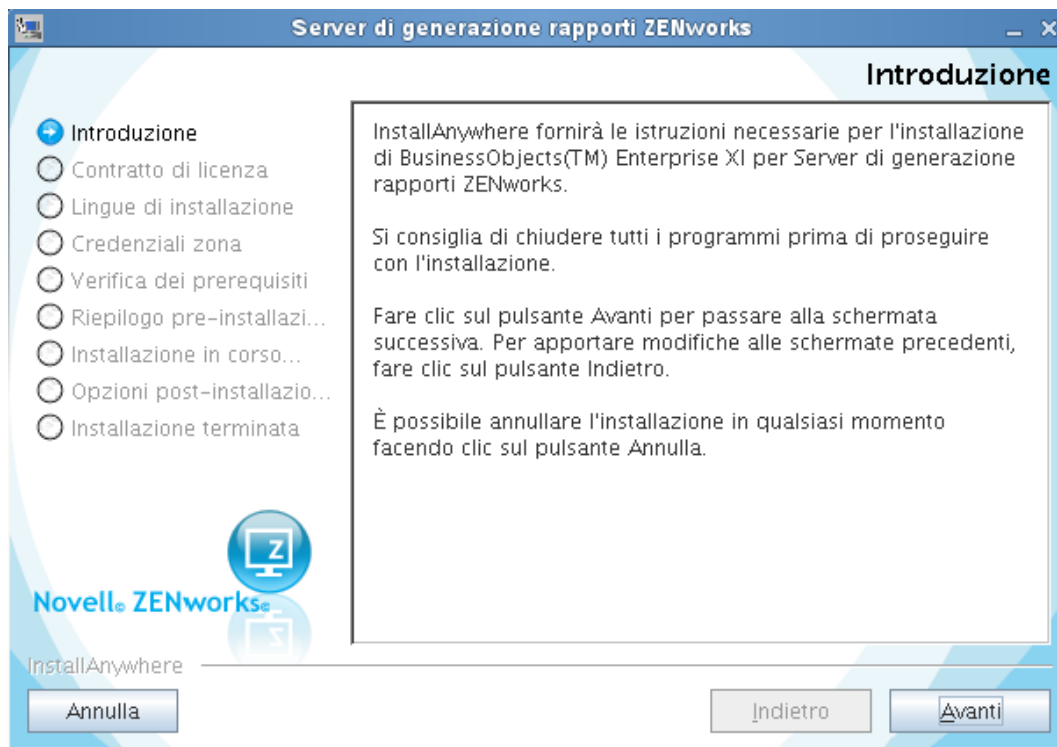 Server di generazione rapporti ZENworks
Introduzione
Introduzione
Contratto di licenza
Lingue di installazione
Credenziali zona
Verifica dei prerequisiti
Riepilogo pre-installazi...
Installazione in corso...
Opzioni post-installazio...
Installazione terminata
InstallAnywhere fornirà le istruzioni necessarie per l'installazione
di BusinessObjects(TM) Enterprise XI per Server di generazione
rapporti ZENworks.
Si consiglia di chiudere tutti i programmi prima di proseguire
con l'installazione.
Fare clic sul pulsante Avanti per passare alla schermata
successiva. Per apportare modifiche alle schermate precedenti,
fare clic sul pulsante Indietro.
È possibile annullare l'installazione in qualsiasi momento
facendo clic sul pulsante Annulla.
Z
Novell® ZENworks®
InstallAnywhere
Annulla
Indietro
Avanti